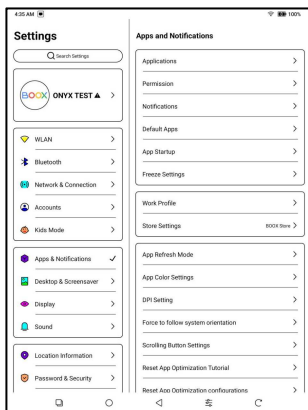 4:35 AM
100%
Settings
Search Settings
BOOX
ONYX TEST
WLAN
Bluetooth
Network & Connection
Accounts
Kids Mode
Apps & Notifications
Desktop & Screensaver
Display
Sound
Location Information
Password & Security
Apps and Notifications
Applications
Permission
Notifications
Default Apps
App Startup
Freeze Settings
Work Profile
Store Settings
BOOX Store
App Refresh Mode
App Color Settings
DPI Setting
Force to follow system orientation
Scrolling Button Settings
Reset App Optimization Tutorial
Reset App Optimization configurations